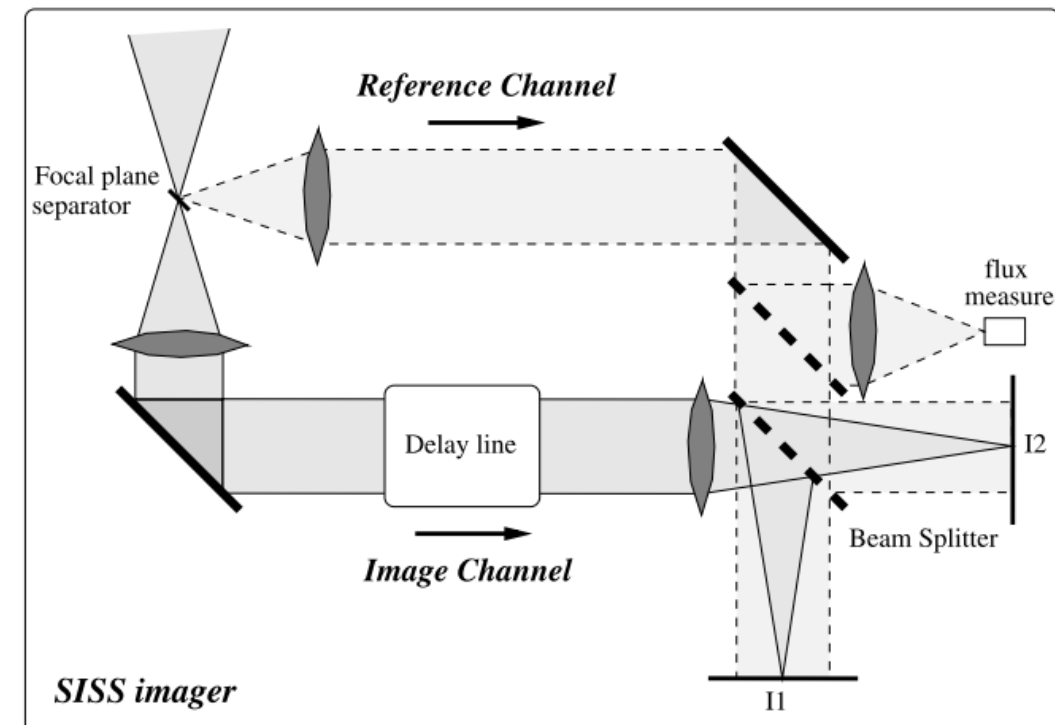 Reference Channel
Focal plane
separator
flux
measure
Delay line
I2
Beam Splitter
Image Channel
SISS imager
I1